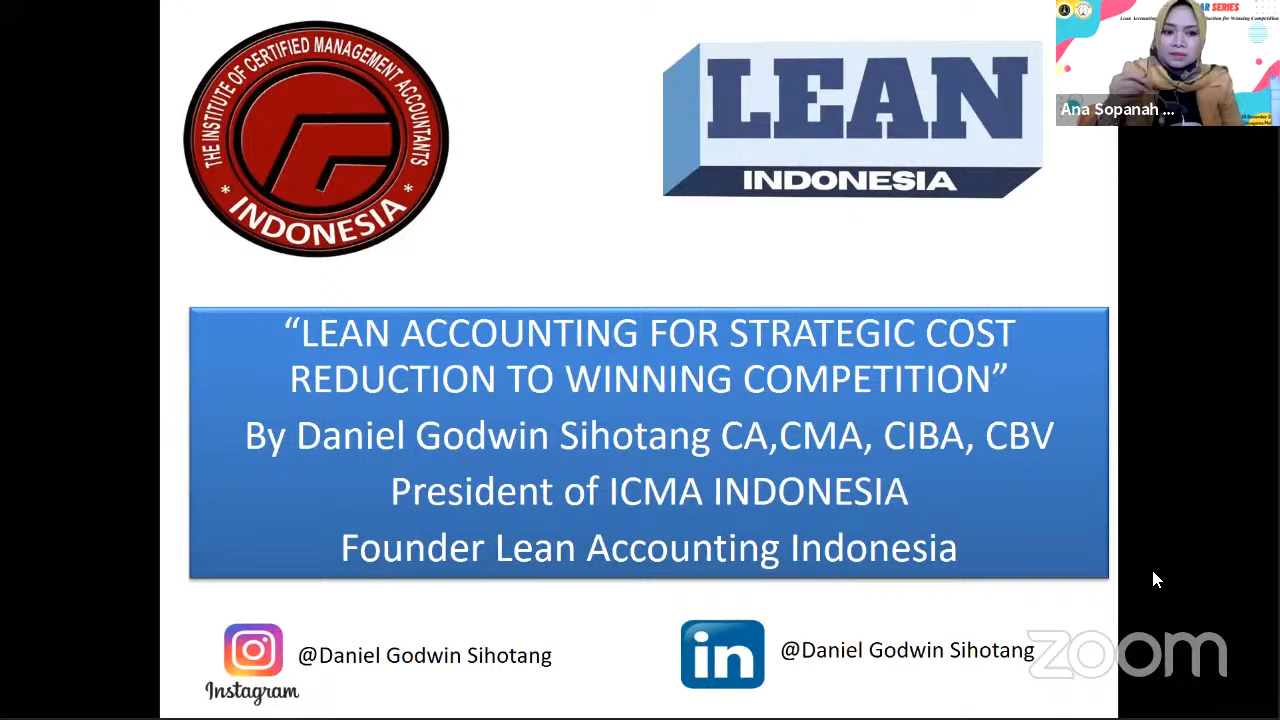 THE INSTITUTE OF CERTIFIED MANAGEMENT ACCOUNTANTS
* INDONESIA *
LEAN
INDONESIA
SERIES
Ana Sopanah ...
“LEAN ACCOUNTING FOR STRATEGIC COST
REDUCTION TO WINNING COMPETITION”
By Daniel Godwin Sihotang CA,CMA, CIBA, CBV
President of ICMA INDONESIA
Founder Lean Accounting Indonesia
@Daniel Godwin Sihotang
Instagram
in
@Daniel Godwin Sihotang
zoom